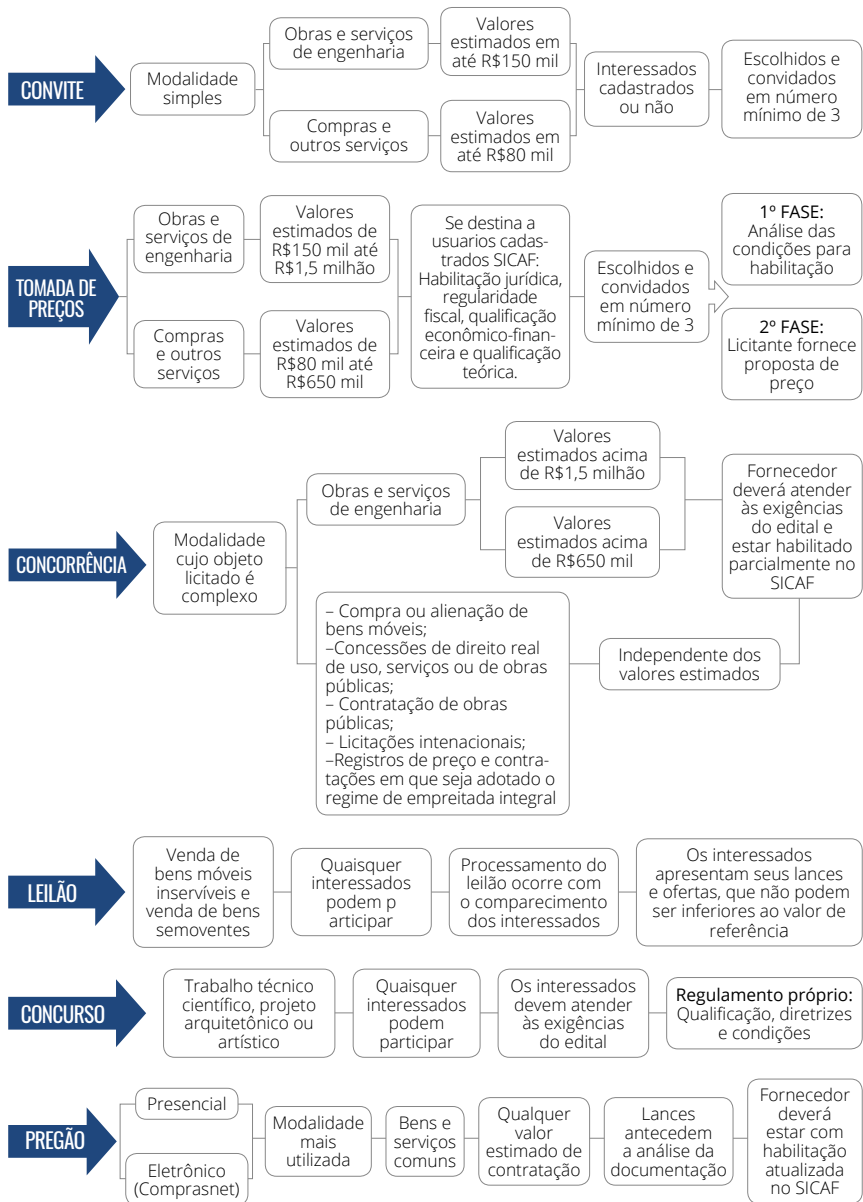 CONVITE
Modalidade
simples
Obras e serviços
de engenharia
Valores
estimados em
até R$150 mil
Compras e
outros serviços
Valores
estimados em
até R$80 mil
Interessados
cadastrados
ou não
Escolhidos e
convidados
em número
mínimo de 3
TOMADA DE
PREÇOS
Obras e
serviços de
engenharia
Valores
estimados de
R$150 mil até
R$1,5 milhão
Compras
e outros
serviços
Valores
estimados de
R$80 mil até
R$650 mil
Se destina a
usuarios cadas-
trados SICAF:
Habilitação jurídica,
regularidade
fiscal, qualificação
econômico-finan-
ceira e qualificação
teórica.
Escolhidos e
convidados
em número
mínimo de 3
1º FASE:
Análise das
condições para
habilitação
2º FASE:
Licitante fornece
proposta de
preço
CONCORRÊNCIA
Modalidade
cujo objeto
licitado é
complexo
Obras e serviços
de engenharia
Valores
estimados acima
de R$1,5 milhão
Valores
estimados acima
de R$650 mil
Fornecedor
deverá atender
às exigências
do edital e
estar habilitado
parcialmente no
SICAF
– Compra ou alienação de
bens móveis;
–Concessões de direito real
de uso, serviços ou de obras
públicas;
– Contratação de obras
públicas;
– Licitações intenacionais;
–Registros de preço e contra-
tações em que seja adotado o
regime de empreitada integral
Independente dos
valores estimados
LEILÃO
Venda de
bens móveis
inservíveis e
venda de bens
semoventes
Quaisquer
interessados
podem p
articipar
Processamento do
leilão ocorre com
o comparecimento
dos interessados
Os interessados
apresentam seus lances
e ofertas, que não podem
ser inferiores ao valor de
referência
CONCURSO
Trabalho técnico
científico, projeto
arquitetônico ou
artístico
Quaisquer
interessados
podem
participar
Os interessados
devem atender
às exigências
do edital
Regulamento próprio:
Qualificação, diretrizes
e condições
PREGÃO
Presencial
Eletrônico
(Comprasnet)
Modalidade
mais
utilizada
Bens e
serviços
comuns
Qualquer
valor
estimado de
contratação
Lances
antecedem
a análise da
documentação
Fornecedor
deverá
estar com
habilitação
atualizada
no SICAF